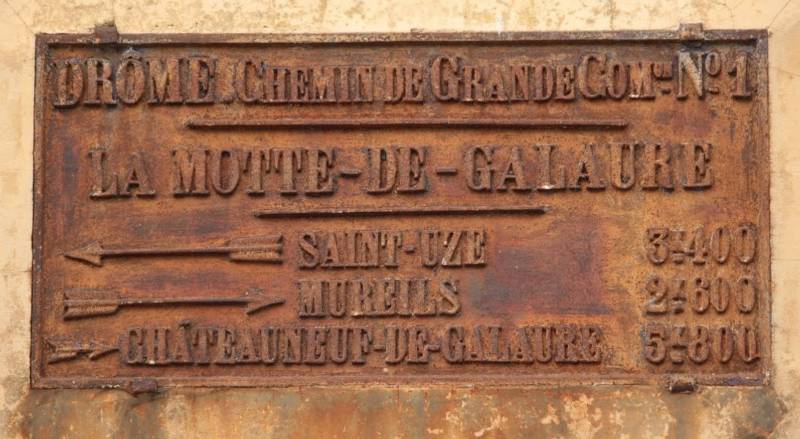 DRÔME CHEMIN DE GRANDE COMᵒⁿ Nº 1
LA MOTTE-DE-GALAURE
SAINT-UZE 3ᴷ400
MUREILS 2ᴷ600
CHÂTEAUNEUF-DE-GALAURE 5ᴷ800